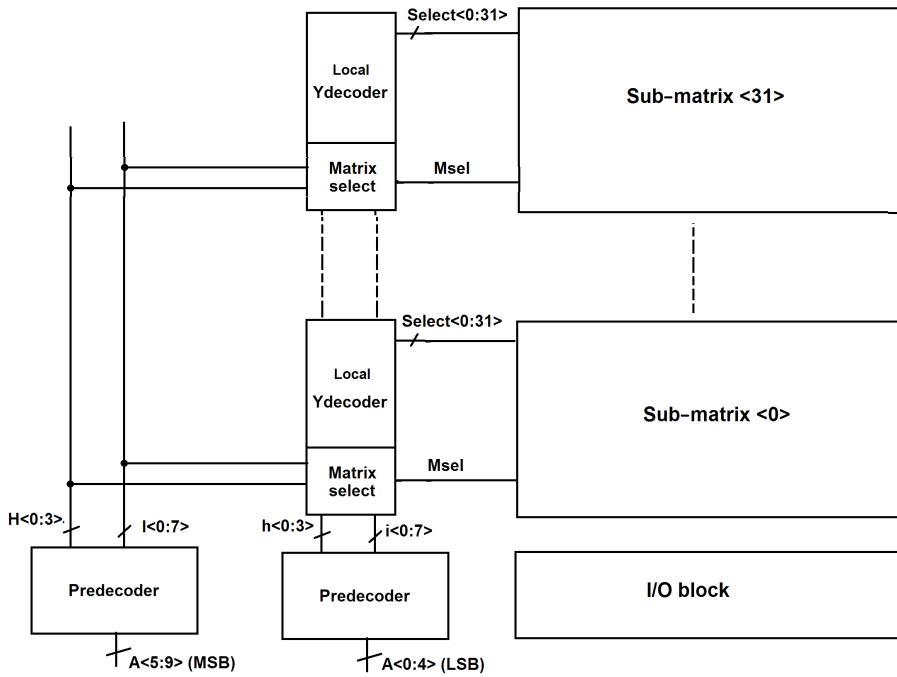 Select<0:31>
Local
Ydecoder
Sub-matrix <31>
Matrix
select
Msel
Select<0:31>
Local
Ydecoder
Sub-matrix <0>
Matrix
select
Msel
H<0:3>
I<0:7>
h<0:3>
i<0:7>
Predecoder
Predecoder
I/O block
A<5:9> (MSB)
A<0:4> (LSB)